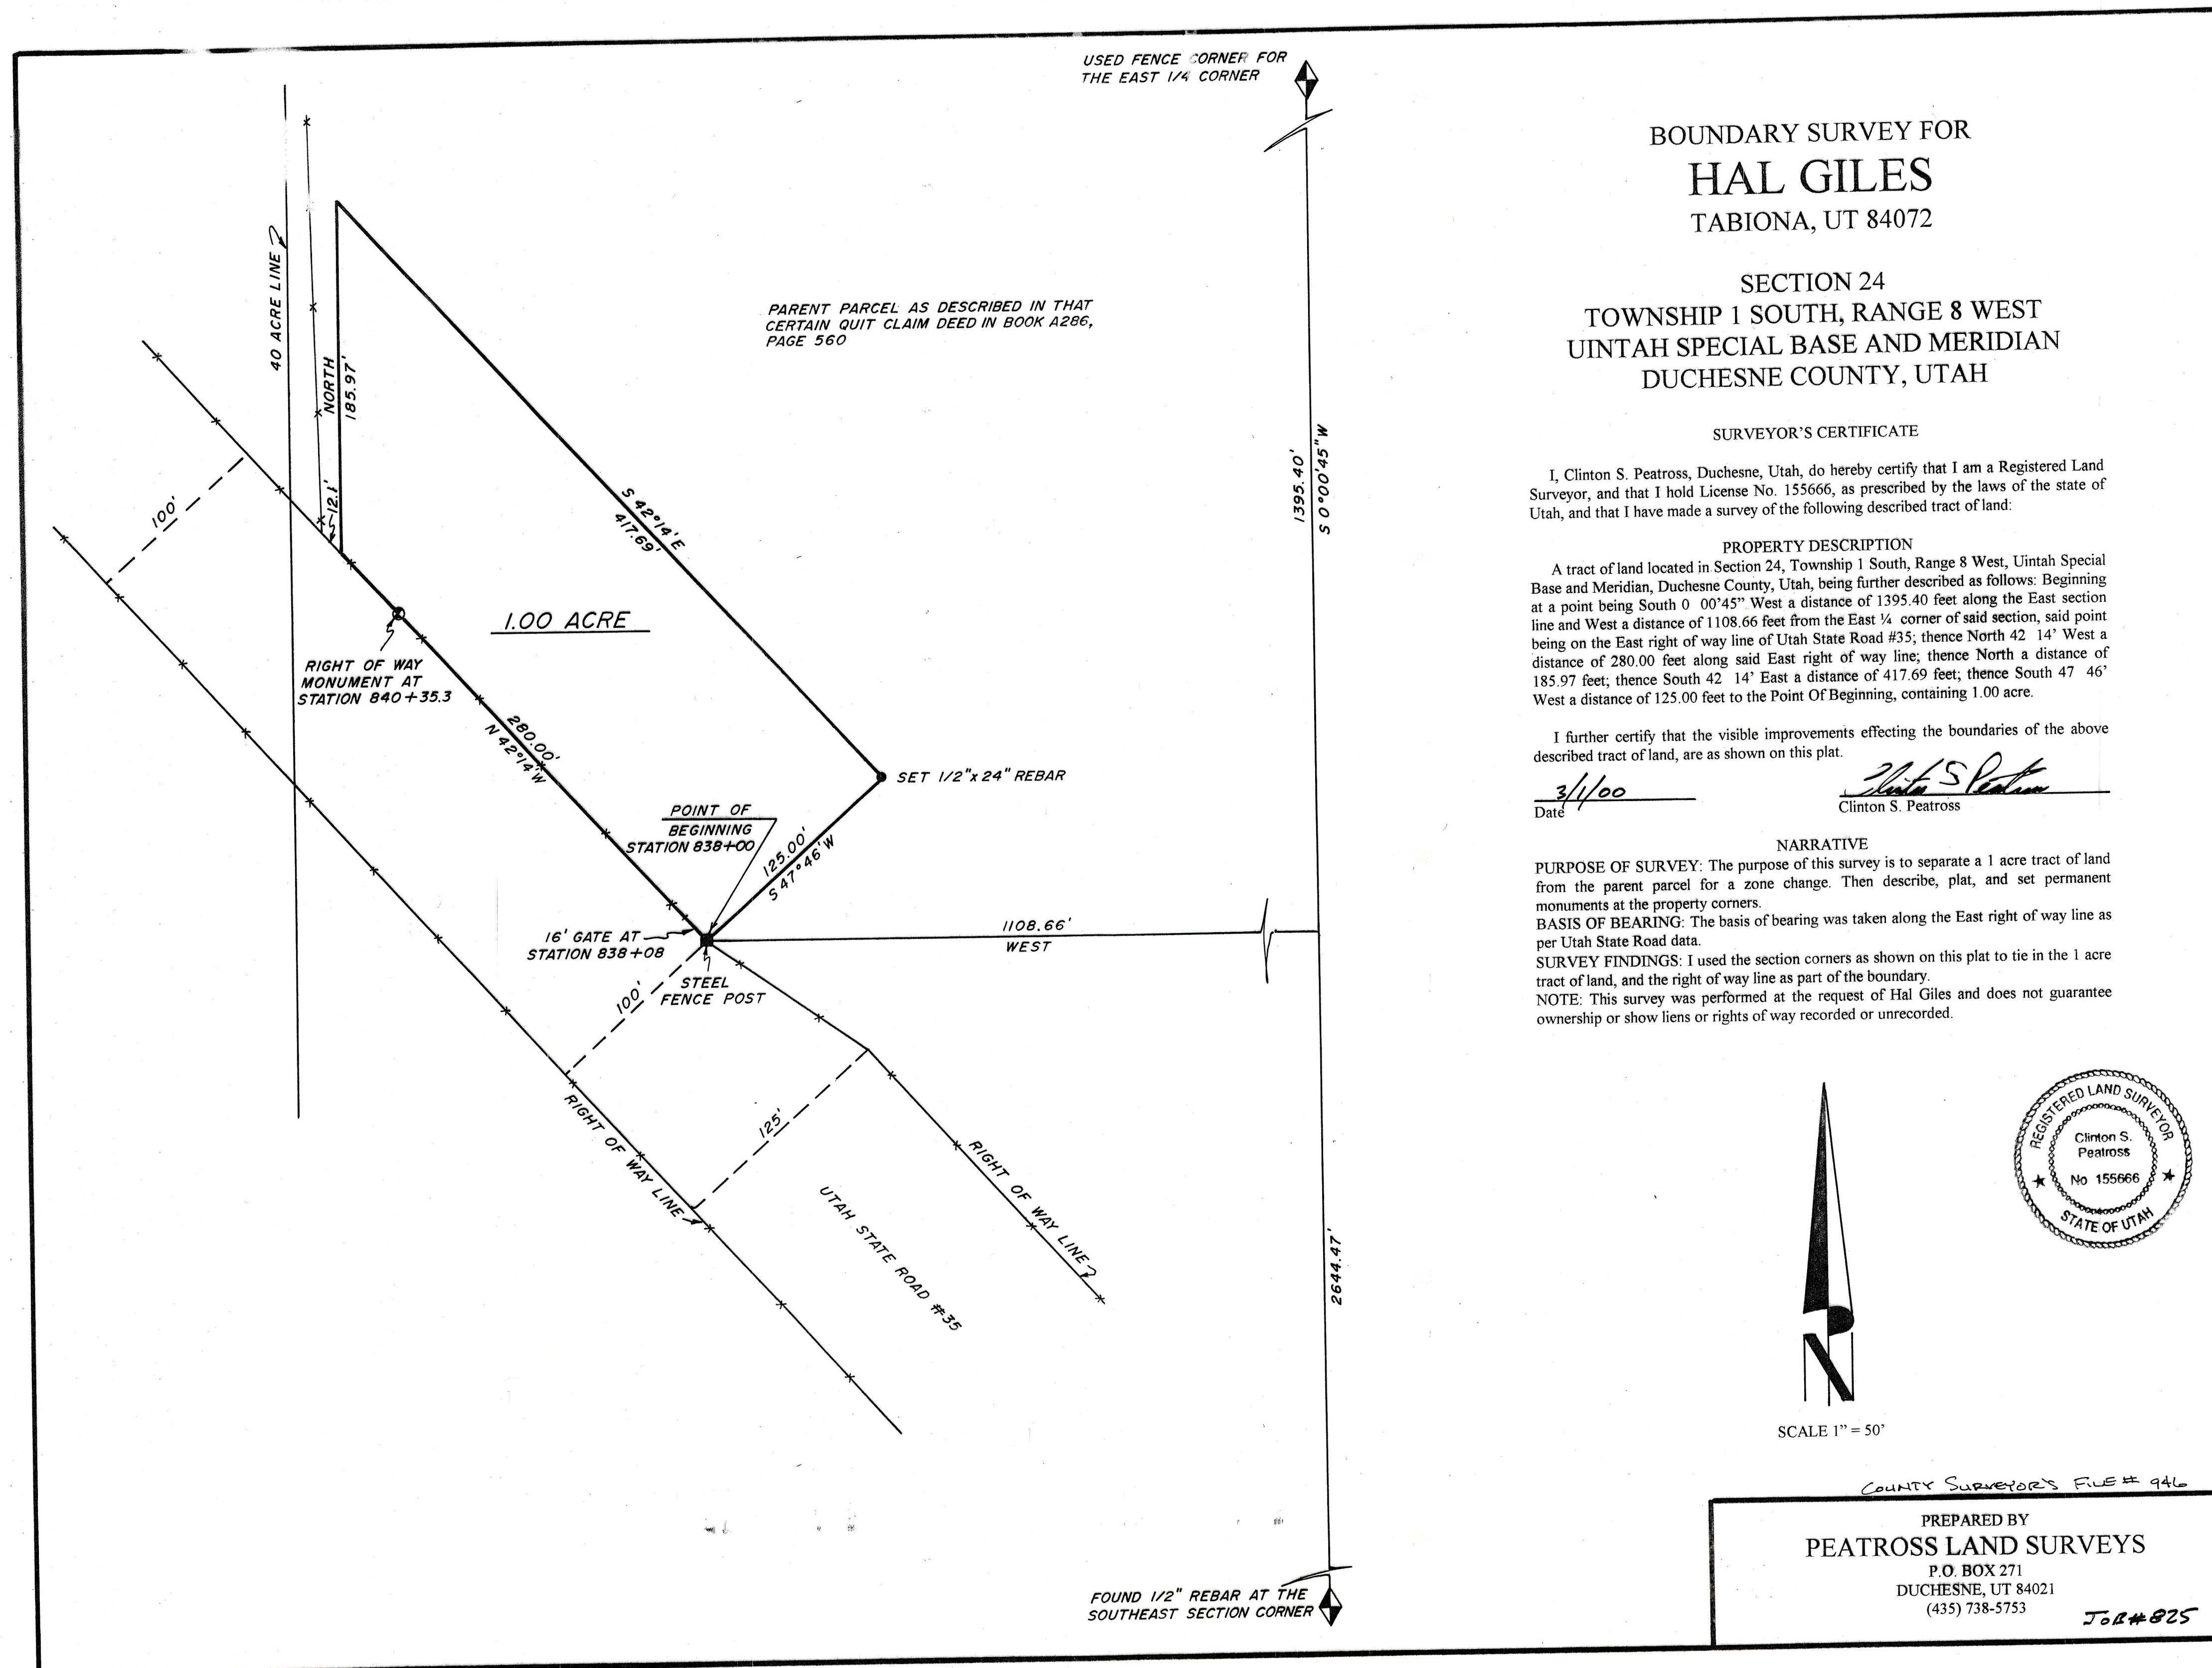 USED FENCE CORNER FOR
THE EAST 1/4 CORNER
40 ACRE LINE
NORTH
185.97'
12.1'
100'
PARENT PARCEL AS DESCRIBED IN THAT
CERTAIN QUIT CLAIM DEED IN BOOK A286,
PAGE 560
S 42°14'E
417.69'
1395.40'
S 0°00'45"W
1.00 ACRE
RIGHT OF WAY
MONUMENT AT
STATION 840+35.3
280.00'
N 42°14'W
SET 1/2"x 24" REBAR
POINT OF
BEGINNING
STATION 838+00
125.00'
S 47°46'W
16' GATE AT
STATION 838+08
1108.66'
WEST
STEEL
FENCE POST
100'
125'
RIGHT OF WAY LINE
RIGHT OF WAY LINE
UTAH STATE ROAD #35
2644.47'
FOUND 1/2" REBAR AT THE
SOUTHEAST SECTION CORNER
BOUNDARY SURVEY FOR
HAL GILES
TABIONA, UT 84072
SECTION 24
TOWNSHIP 1 SOUTH, RANGE 8 WEST
UINTAH SPECIAL BASE AND MERIDIAN
DUCHESNE COUNTY, UTAH
SURVEYOR'S CERTIFICATE
I, Clinton S. Peatross, Duchesne, Utah, do hereby certify that I am a Registered Land
Surveyor, and that I hold License No. 155666, as prescribed by the laws of the state of
Utah, and that I have made a survey of the following described tract of land:
PROPERTY DESCRIPTION
A tract of land located in Section 24, Township 1 South, Range 8 West, Uintah Special
Base and Meridian, Duchesne County, Utah, being further described as follows: Beginning
at a point being South 0 00'45" West a distance of 1395.40 feet along the East section
line and West a distance of 1108.66 feet from the East ¼ corner of said section, said point
being on the East right of way line of Utah State Road #35; thence North 42 14' West a
distance of 280.00 feet along said East right of way line; thence North a distance of
185.97 feet; thence South 42 14' East a distance of 417.69 feet; thence South 47 46'
West a distance of 125.00 feet to the Point Of Beginning, containing 1.00 acre.
I further certify that the visible improvements effecting the boundaries of the above
described tract of land, are as shown on this plat.
3/1/00
Clinton S Peatross
Date
Clinton S. Peatross
NARRATIVE
PURPOSE OF SURVEY: The purpose of this survey is to separate a 1 acre tract of land
from the parent parcel for a zone change. Then describe, plat, and set permanent
monuments at the property corners.
BASIS OF BEARING: The basis of bearing was taken along the East right of way line as
per Utah State Road data.
SURVEY FINDINGS: I used the section corners as shown on this plat to tie in the 1 acre
tract of land, and the right of way line as part of the boundary.
NOTE: This survey was performed at the request of Hal Giles and does not guarantee
ownership or show liens or rights of way recorded or unrecorded.
REGISTERED LAND SURVEYOR
Clinton S.
Peatross
No 155666
STATE OF UTAH
N
SCALE 1" = 50'
COUNTY SURVEYOR'S FILE # 946
PREPARED BY
PEATROSS LAND SURVEYS
P.O. BOX 271
DUCHESNE, UT 84021
(435) 738-5753
JOB#825